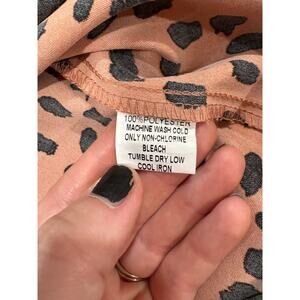 100%POLYESTER
MACHINE WASH COLD
ONLY NON-CHLORINE
BLEACH
TUMBLE DRY LOW
COOL IRON